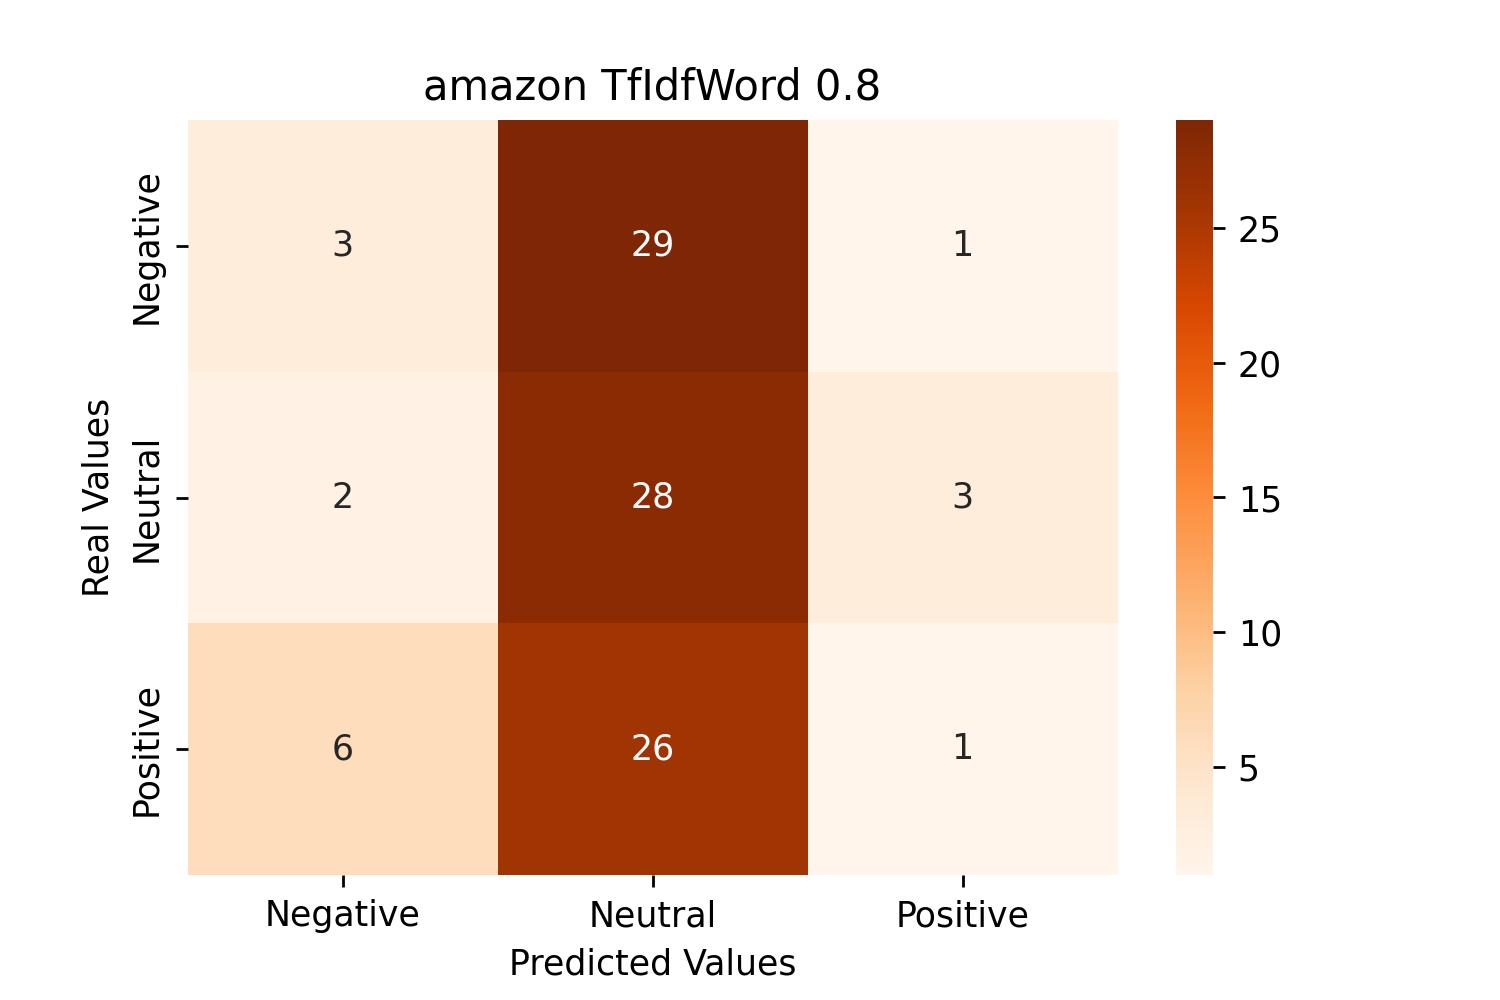 amazon TfIdfWord 0.8
Real Values
Negative
3 29 1
Neutral
2 28 3
Positive
6 26 1
Negative Neutral Positive
Predicted Values
25
20
15
10
5